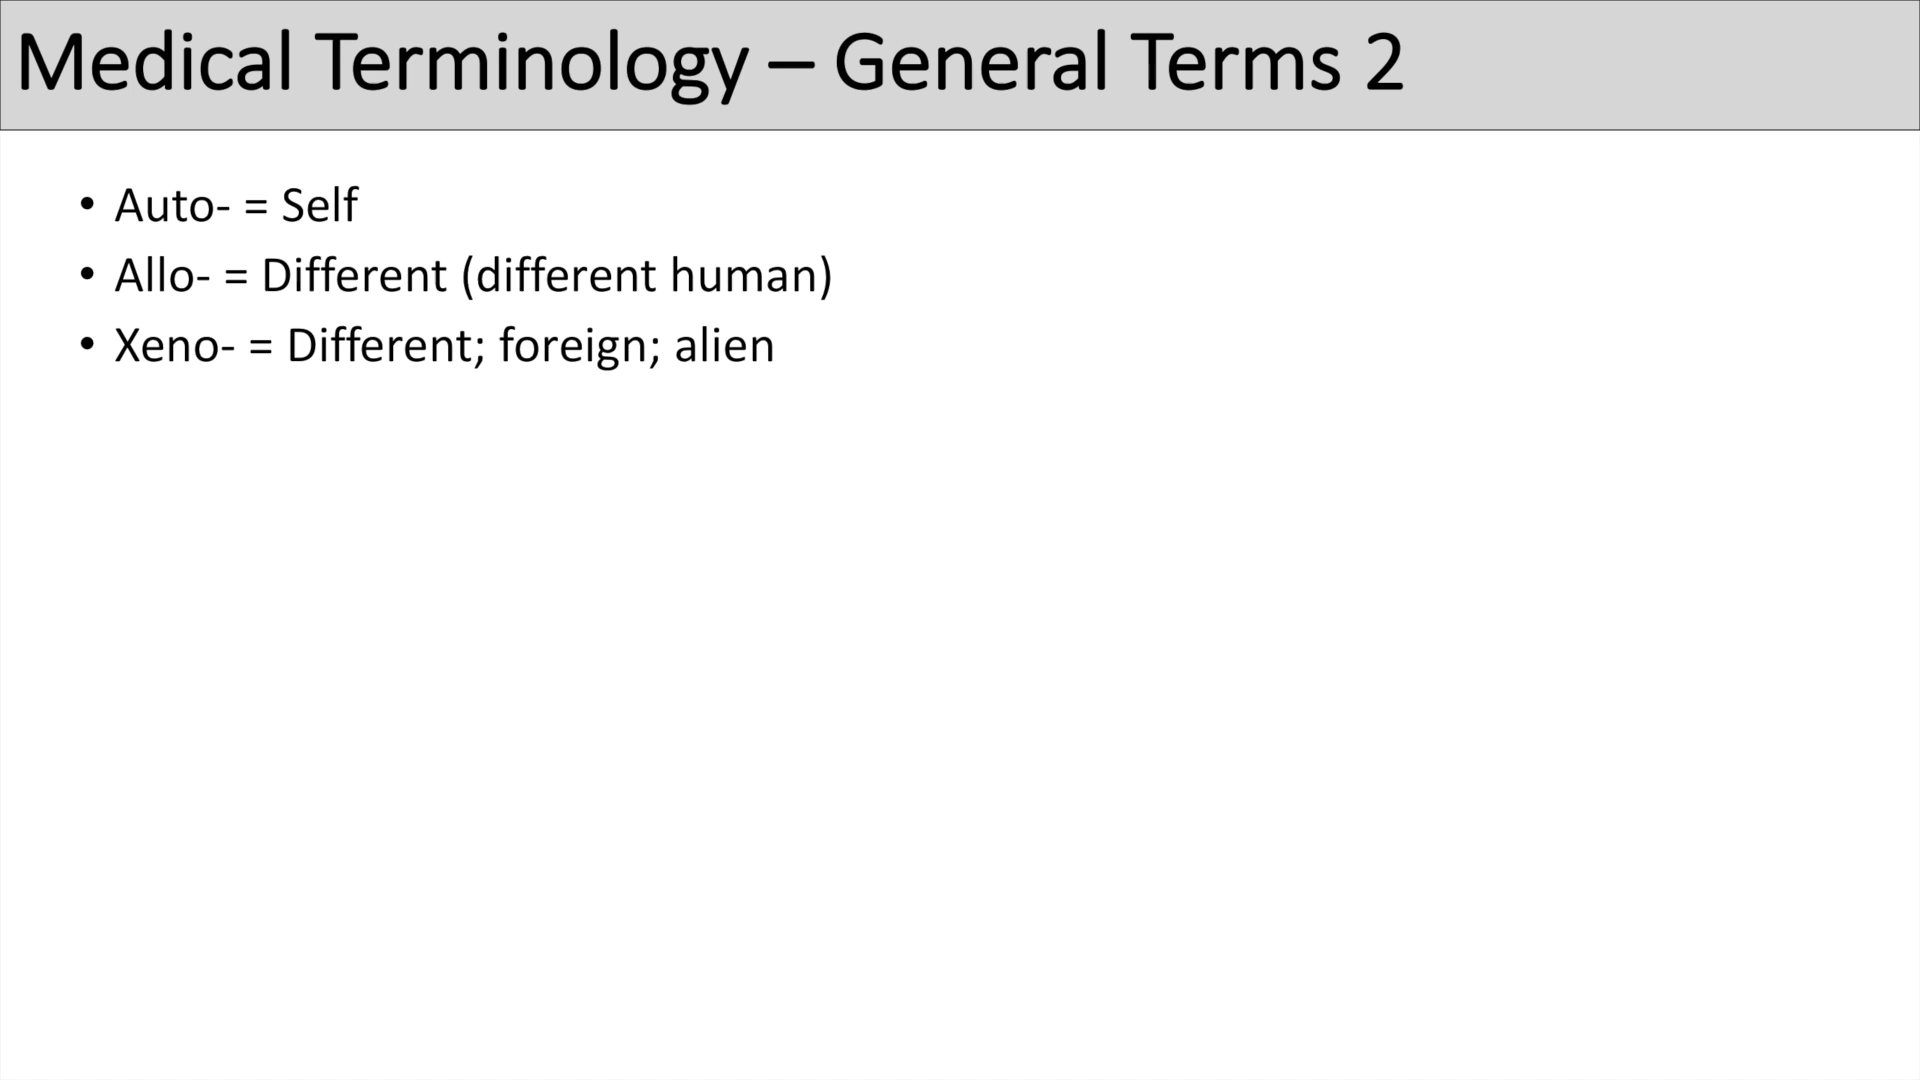 Medical Terminology – General Terms 2
• Auto- = Self
• Allo- = Different (different human)
• Xeno- = Different; foreign; alien